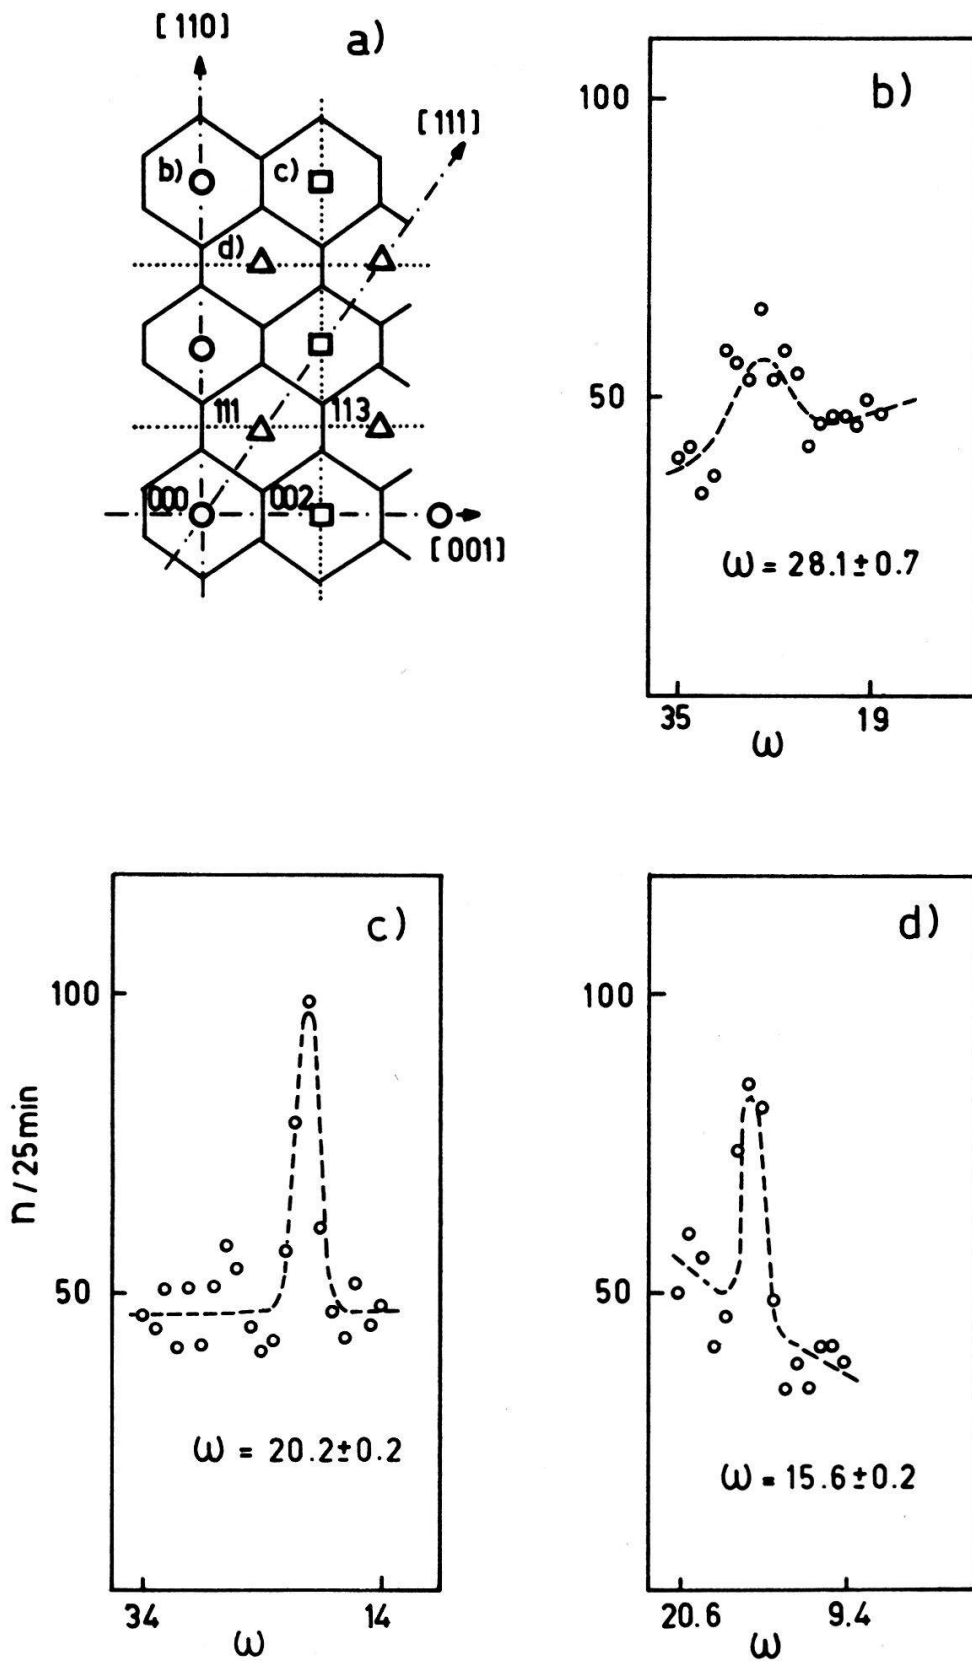 [110]
a)
[111]
b)
c)
d)
111
113
000
002
[001]
b)
100
50
ω = 28.1±0.7
35
19
ω
c)
100
50
n/25min
ω = 20.2±0.2
34
14
ω
d)
100
50
ω = 15.6±0.2
20.6
9.4
ω